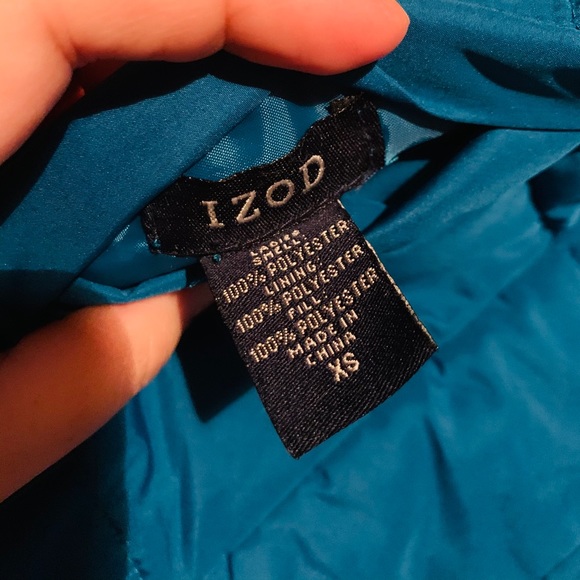 IZOD
SHELL
100% POLYESTER
LINING
100% POLYESTER
FILL:
100% POLYESTER
MADE IN
CHINA
XS